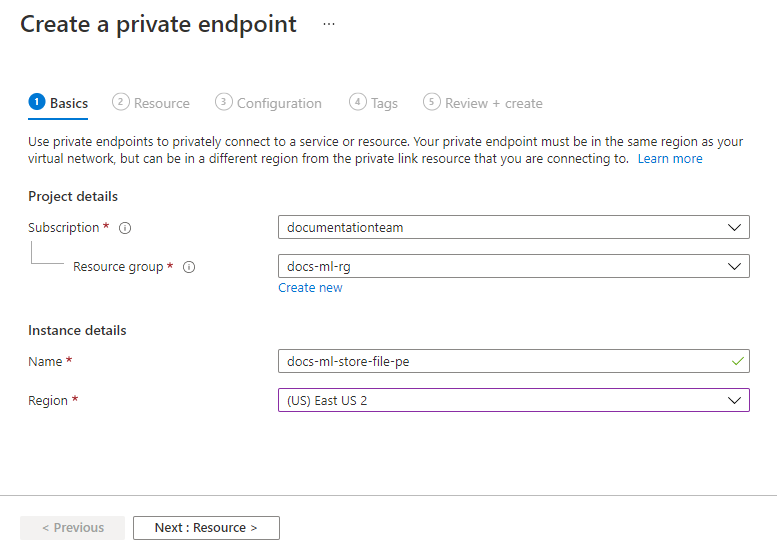 Create a private endpoint ...
1 Basics 2 Resource 3 Configuration 4 Tags 5 Review + create
Use private endpoints to privately connect to a service or resource. Your private endpoint must be in the same region as your
virtual network, but can be in a different region from the private link resource that you are connecting to. Learn more
Project details
Subscription * i documentationteam
Resource group * i docs-ml-rg
Create new
Instance details
Name * docs-ml-store-file-pe
Region * (US) East US 2
< Previous Next : Resource >